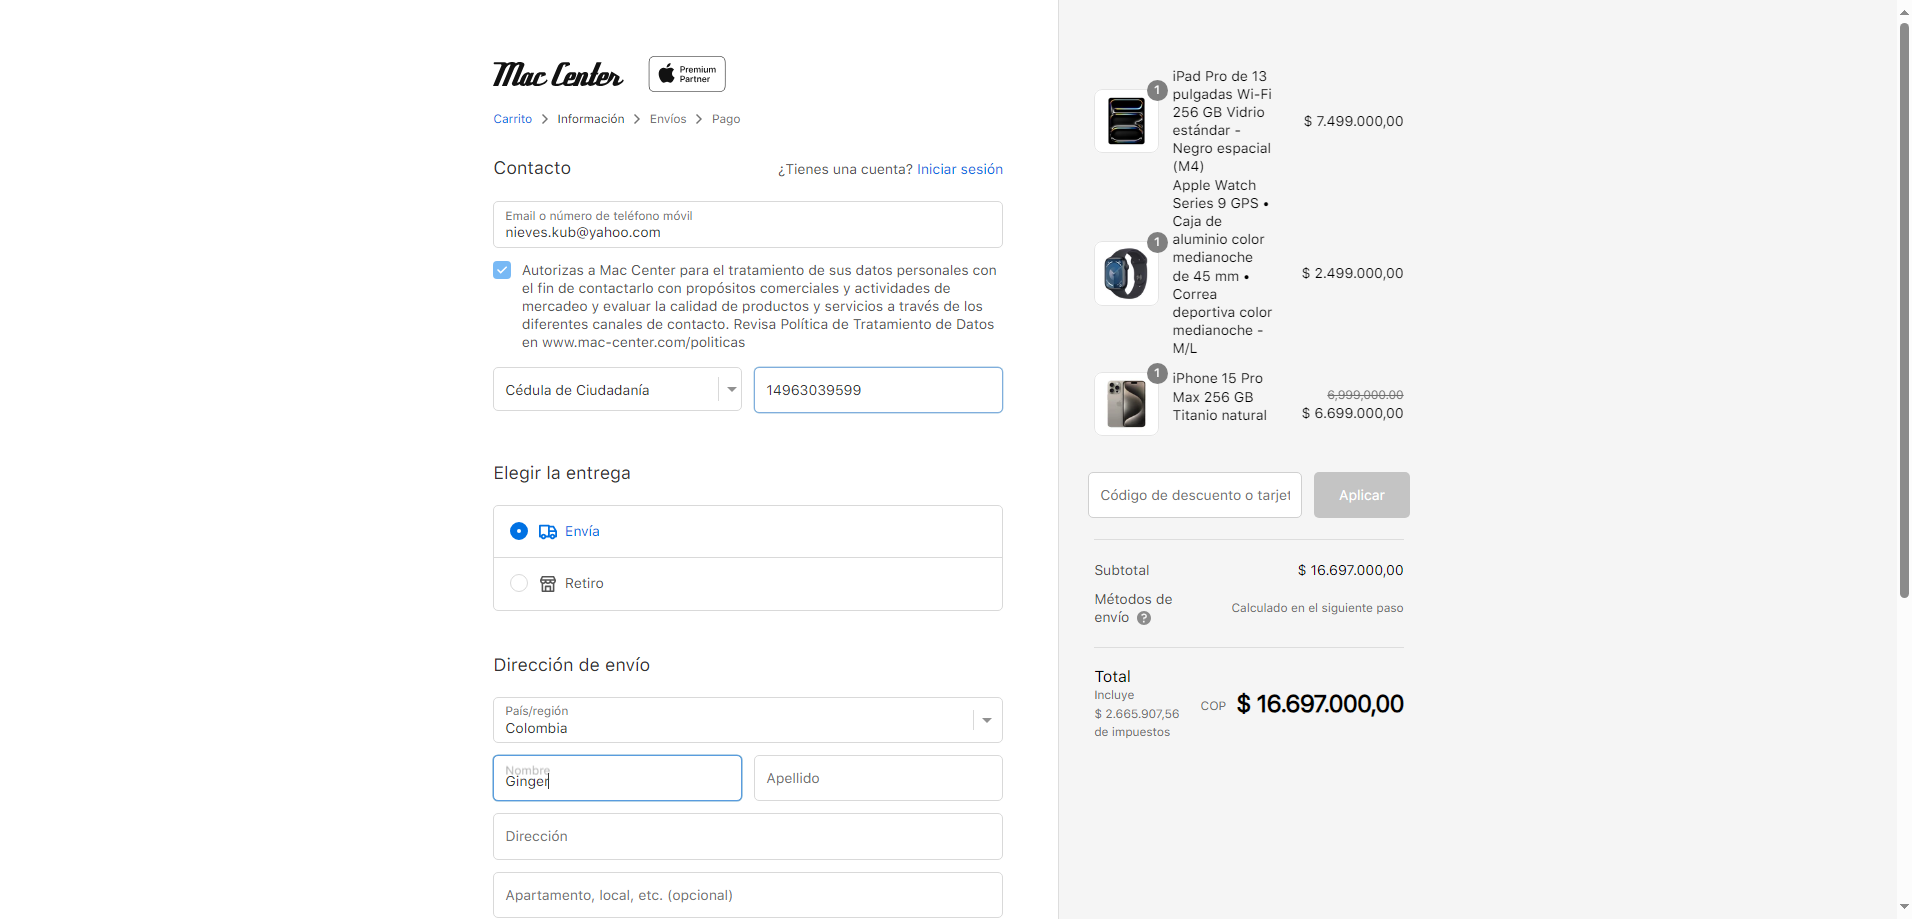 Mac Center
Premium
Partner
Carrito > Información > Envíos > Pago
Contacto
¿Tienes una cuenta? Iniciar sesión
Email o número de teléfono móvil
nieves.kub@yahoo.com
Autorizas a Mac Center para el tratamiento de sus datos personales con
el fin de contactarlo con propósitos comerciales y actividades de
mercadeo y evaluar la calidad de productos y servicios a través de los
diferentes canales de contacto. Revisa Política de Tratamiento de Datos
en www.mac-center.com/politicas
Cédula de Ciudadanía
14963039599
Elegir la entrega
Envía
Retiro
Dirección de envío
País/región
Colombia
Nombre
Ginger
Apellido
Dirección
Apartamento, local, etc. (opcional)
1
iPad Pro de 13
pulgadas Wi-Fi
256 GB Vidrio
estándar -
Negro espacial
(M4)
$ 7.499.000,00
1
Apple Watch
Series 9 GPS •
Caja de
aluminio color
medianoche
de 45 mm •
Correa
deportiva color
medianoche -
M/L
$ 2.499.000,00
1
iPhone 15 Pro
Max 256 GB
Titanio natural
6,999,000.00
$ 6.699.000,00
Código de descuento o tarjet
Aplicar
Subtotal
$ 16.697.000,00
Métodos de
envío ?
Calculado en el siguiente paso
Total
Incluye
$ 2.665.907,56
de impuestos
COP $ 16.697.000,00